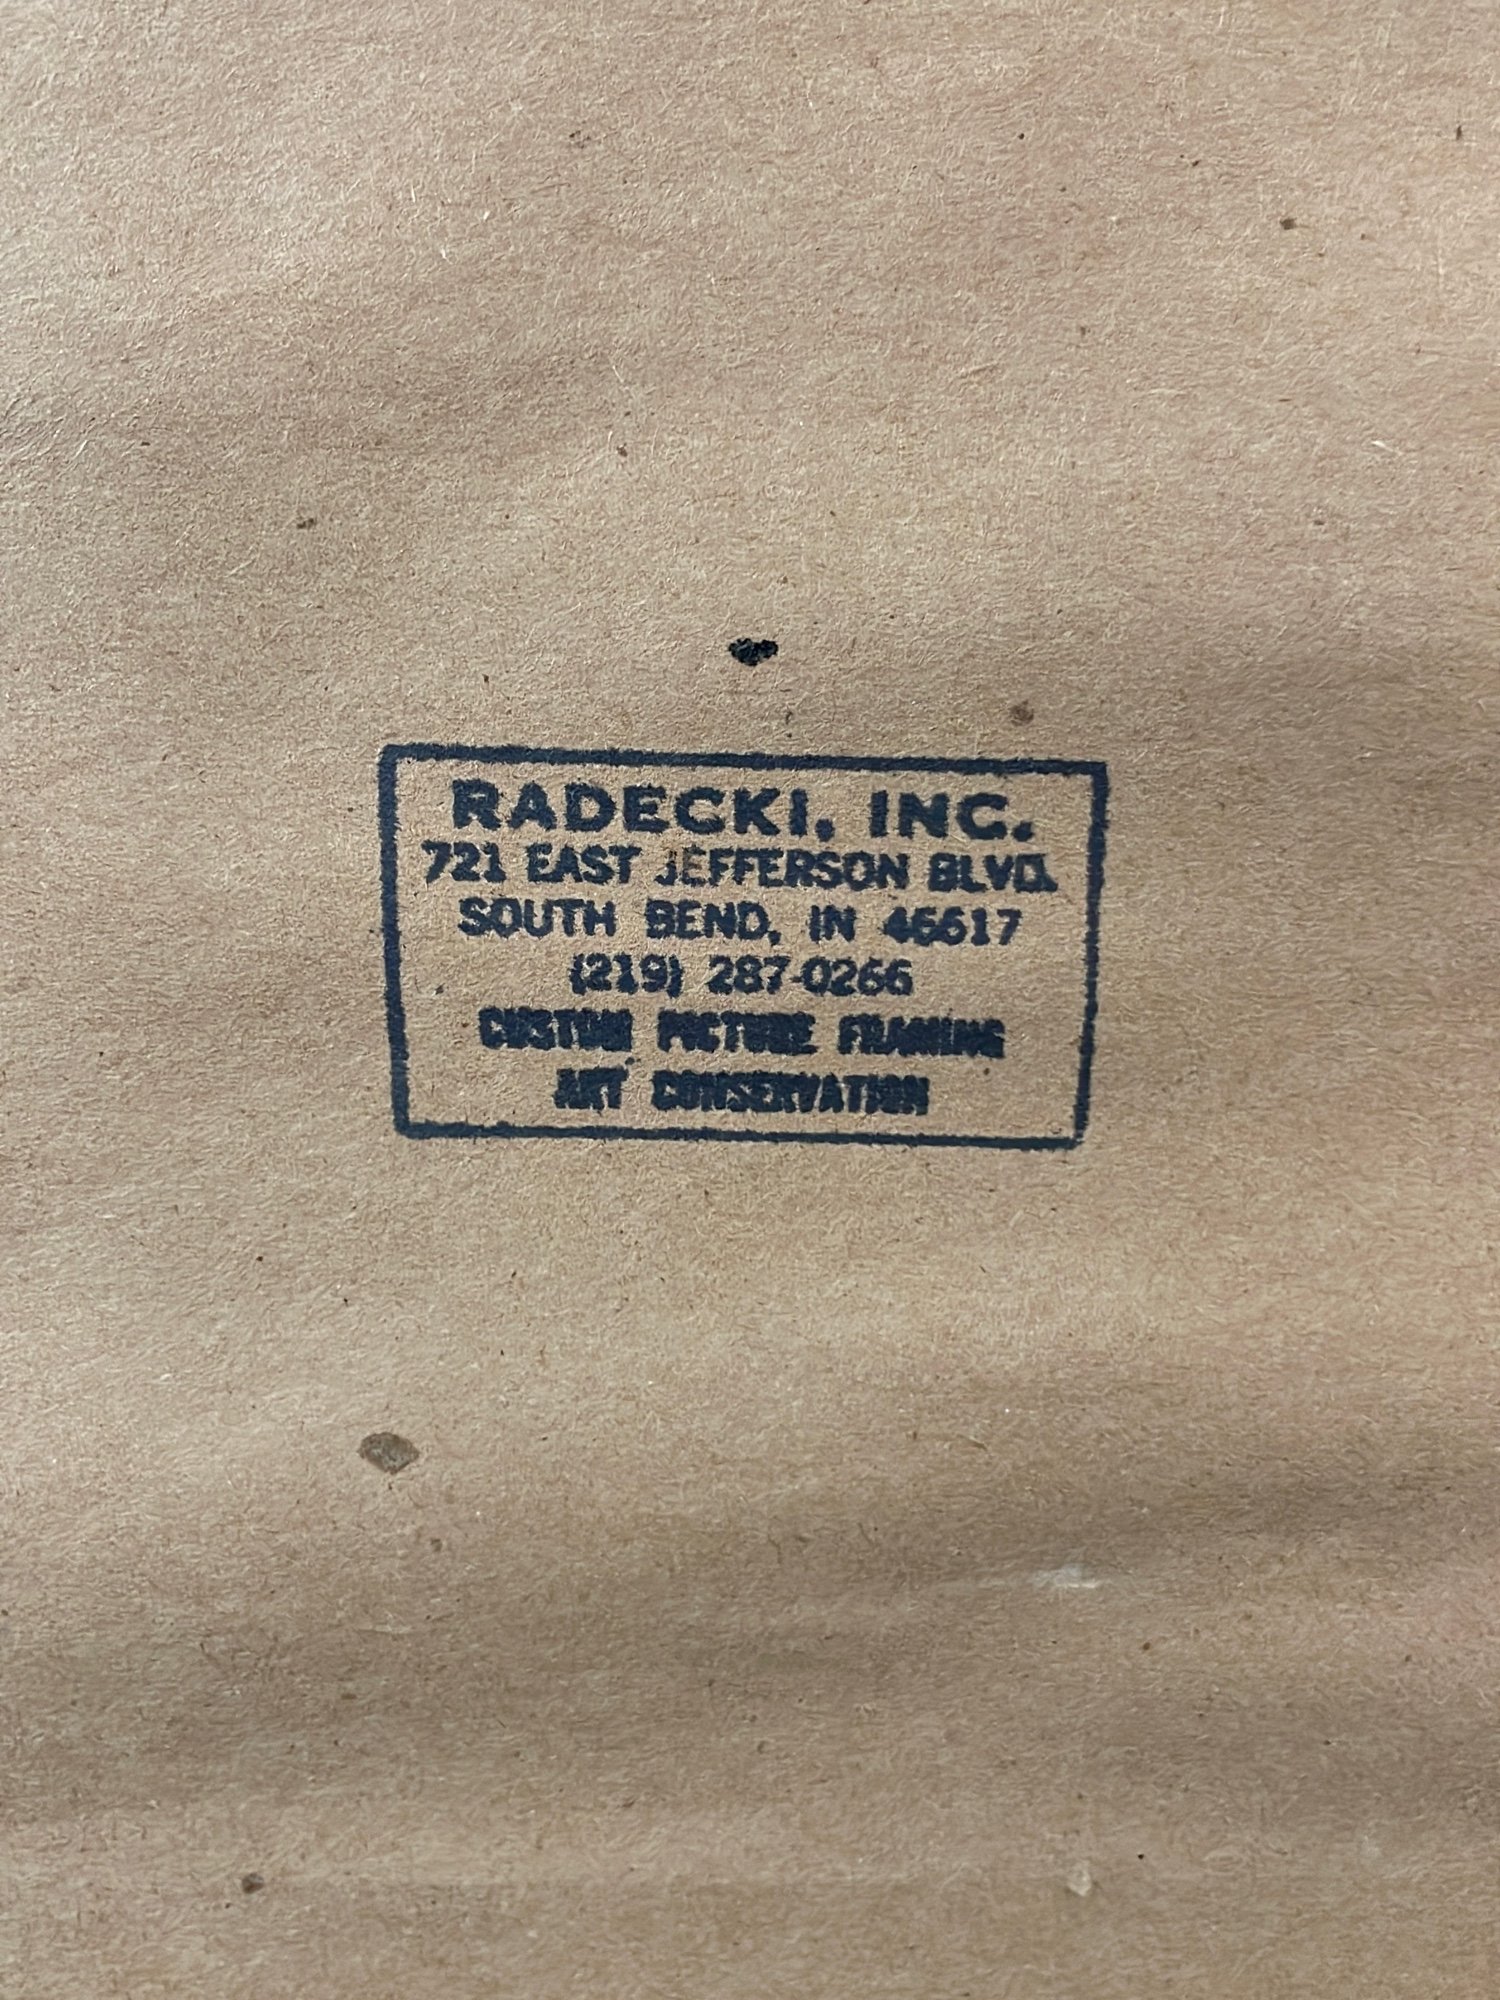 RADECKI, INC.
721 EAST JEFFERSON BLVD.
SOUTH BEND, IN 46617
(219) 287-0266
CUSTOM PICTURE FRAMING
ART CONSERVATION